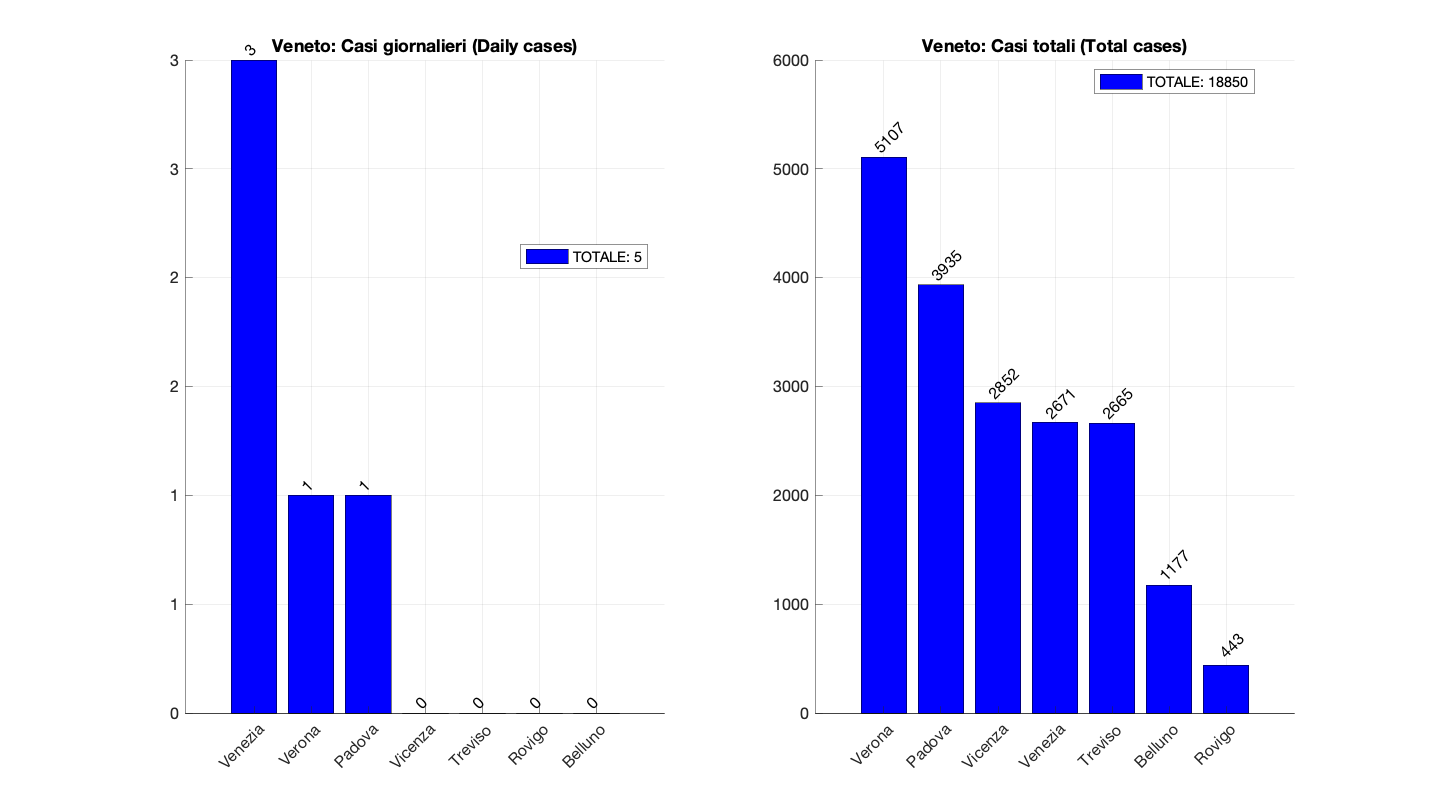 Veneto: Casi giornalieri (Daily cases)
3
3
3
2
2
1
1
0
1
1
0
0
0
0
TOTALE: 5
Venezia
Verona
Padova
Vicenza
Treviso
Rovigo
Belluno
Veneto: Casi totali (Total cases)
6000
5000
4000
3000
2000
1000
0
TOTALE: 18850
5107
3935
2852
2671
2665
1177
443
Verona
Padova
Vicenza
Venezia
Treviso
Belluno
Rovigo